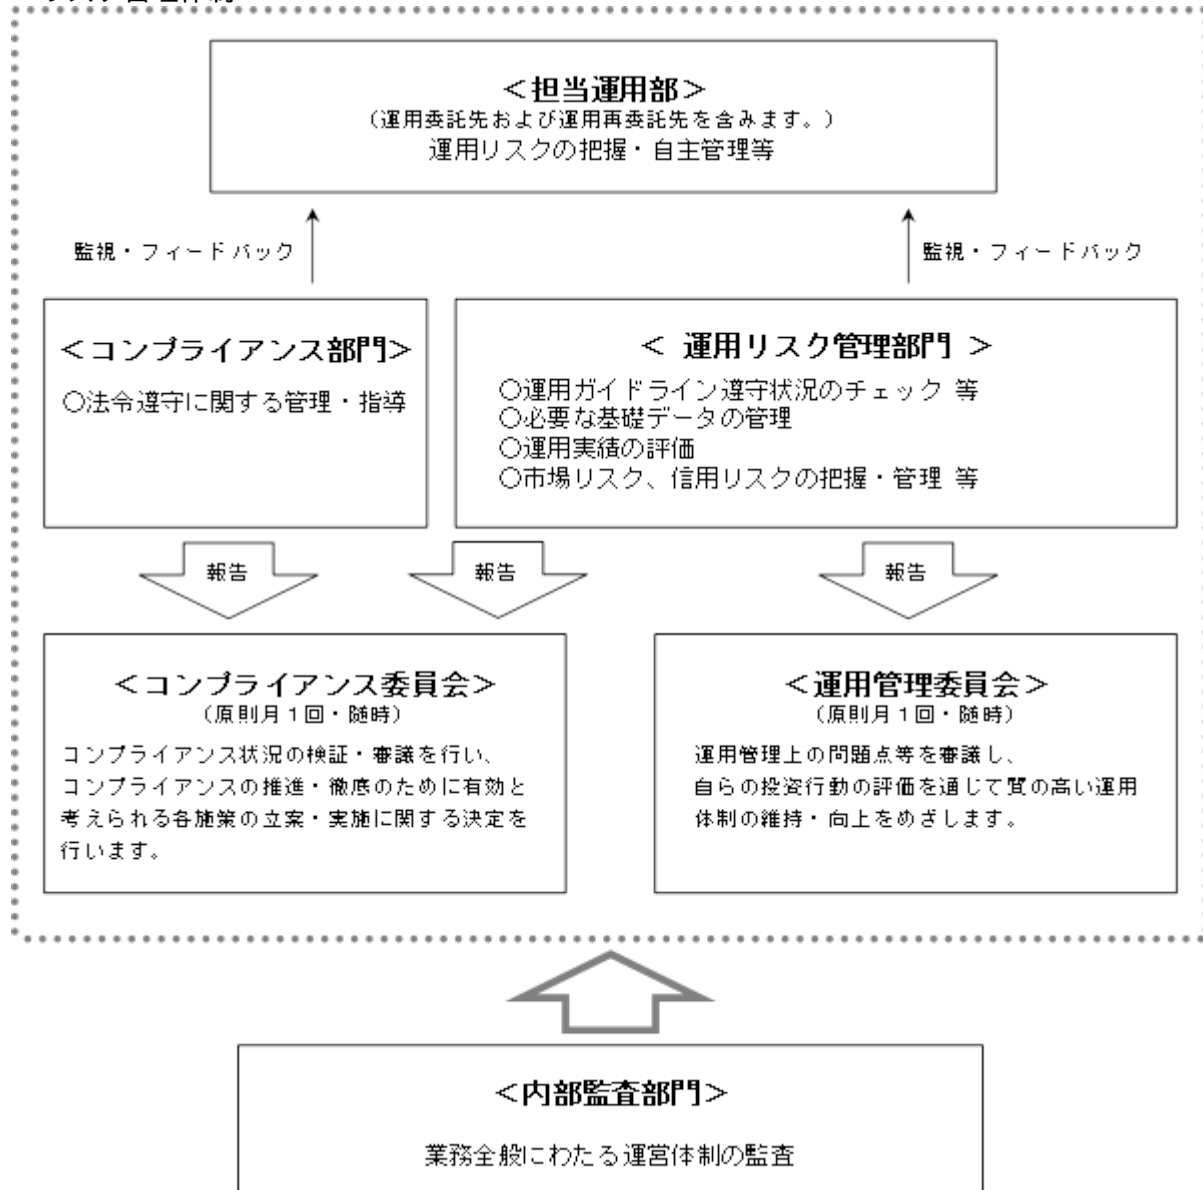 ＜担当運用部＞
（運用委託先および運用再委託先を含みます。）
運用リスクの把握・自主管理等
監視・フィードバック
監視・フィードバック
＜コンプライアンス部門＞
○法令遵守に関する管理・指導
＜ 運用リスク管理部門 ＞
○運用ガイドライン遵守状況のチェック 等
○必要な基礎データの管理
○運用実績の評価
○市場リスク、信用リスクの把握・管理 等
報告
報告
報告
＜コンプライアンス委員会＞
（原則月１回・随時）
コンプライアンス状況の検証・審議を行い、
コンプライアンスの推進・徹底のために有効と
考えられる各施策の立案・実施に関する決定を
行います。
＜運用管理委員会＞
（原則月１回・随時）
運用管理上の問題点等を審議し、
自らの投資行動の評価を通じて質の高い運用
体制の維持・向上をめざします。
＜内部監査部門＞
業務全般にわたる運営体制の監査